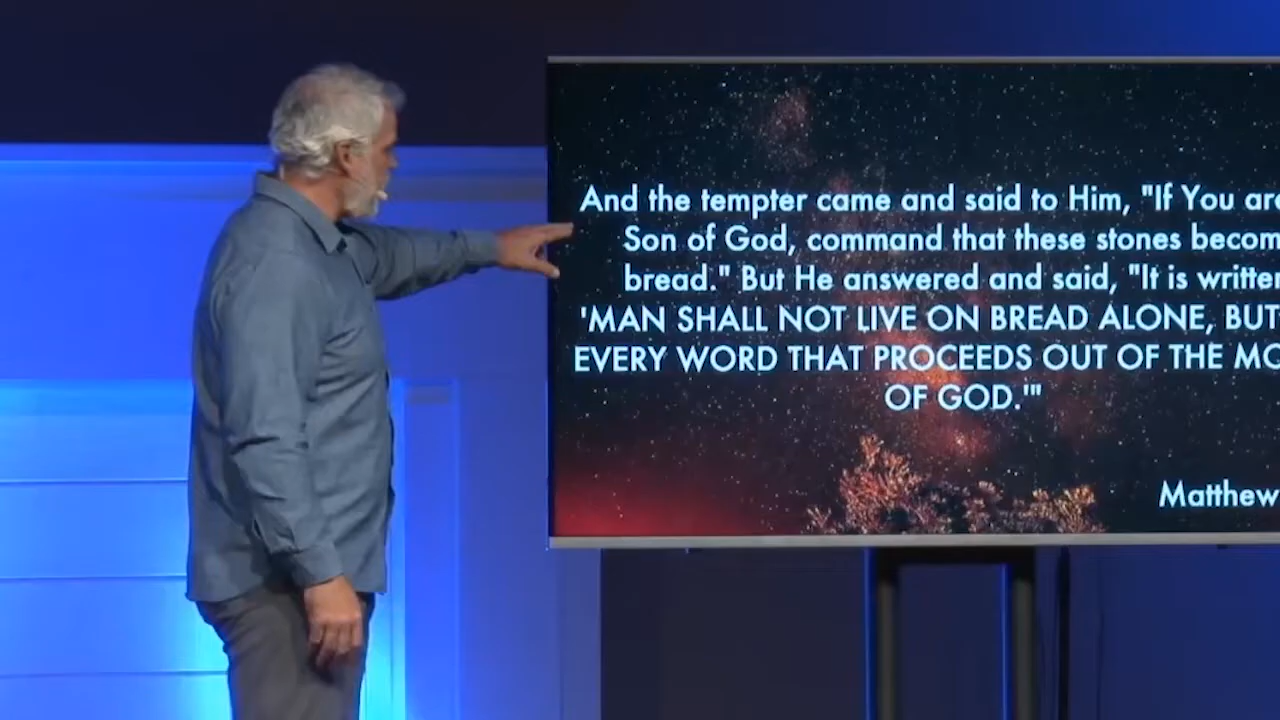 And the tempter came and said to Him, "If You are
Son of God, command that these stones becom
bread." But He answered and said, "It is written
'MAN SHALL NOT LIVE ON BREAD ALONE, BUT
EVERY WORD THAT PROCEEDS OUT OF THE MO
OF GOD.'"
Matthew